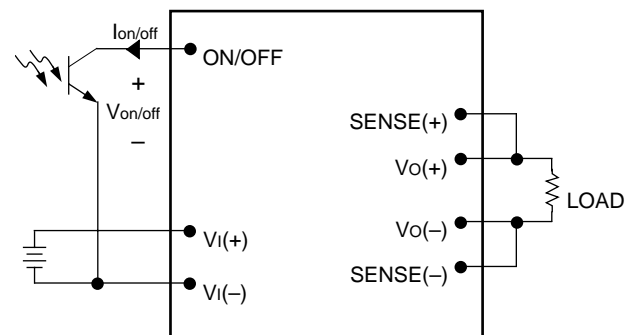 Ion/off
ON/OFF
+
Von/off
–
SENSE(+)
VO(+)
LOAD
VO(–)
SENSE(–)
VI(+)
VI(–)